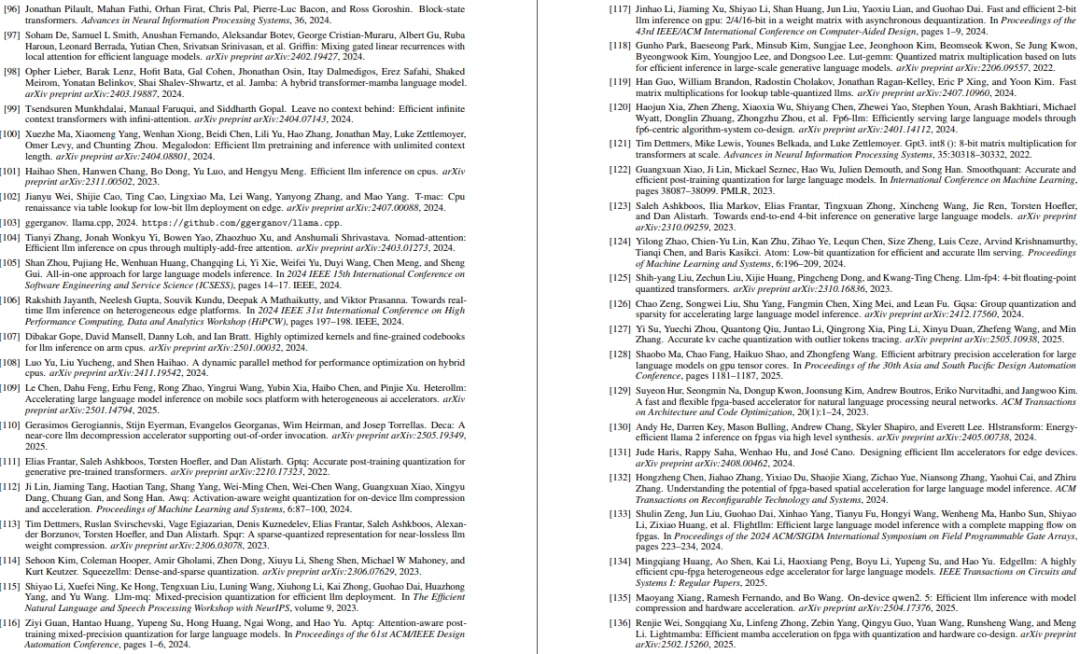 [96] Jonathan Pilault, Mahan Fathi, Orhan Firat, Chris Pal, Pierre-Luc Bacon, and Ross Goroshin. Block-state
transformers. Advances in Neural Information Processing Systems, 36, 2024.
[97] Soham De, Samuel L Smith, Anushan Fernando, Aleksandar Botev, George Cristian-Muraru, Albert Gu, Ruba
Haroun, Leonard Berrada, Yutian Chen, Srivatsan Srinivasan, et al. Griffin: Mixing gated linear recurrences with
local attention for efficient language models. arXiv preprint arXiv:2402.19427, 2024.
[98] Opher Lieber, Barak Lenz, Hofit Bata, Gal Cohen, Jhonathan Osin, Itay Dalmedigos, Erez Safahi, Shaked
Meirom, Yonatan Belinkov, Shai Shalev-Shwartz, et al. Jamba: A hybrid transformer-mamba language model.
arXiv preprint arXiv:2403.19887, 2024.
[99] Tsendsuren Munkhdalai, Manaal Faruqui, and Siddharth Gopal. Leave no context behind: Efficient infinite
context transformers with infini-attention. arXiv preprint arXiv:2404.07143, 2024.
[100] Xuezhe Ma, Xiaomeng Yang, Wenhan Xiong, Beidi Chen, Lili Yu, Hao Zhang, Jonathan May, Luke Zettlemoyer,
Omer Levy, and Chunting Zhou. Megalodon: Efficient llm pretraining and inference with unlimited context
length. arXiv preprint arXiv:2404.08801, 2024.
[101] Haihao Shen, Hanwen Chang, Bo Dong, Yu Luo, and Hengyu Meng. Efficient llm inference on cpus. arXiv
preprint arXiv:2311.00502, 2023.
[102] Jianyu Wei, Shijie Cao, Ting Cao, Lingxiao Ma, Lei Wang, Yanyong Zhang, and Mao Yang. T-mac: Cpu
renaissance via table lookup for low-bit llm deployment on edge. arXiv preprint arXiv:2407.00088, 2024.
[103] ggerganov. llama.cpp, 2024. https://github.com/ggerganov/llama.cpp.
[104] Tianyi Zhang, Jonah Wonkyu Yi, Bowen Yao, Zhaozhuo Xu, and Anshumali Shrivastava. Nomad-attention:
Efficient llm inference on cpus through multiply-add-free attention. arXiv preprint arXiv:2403.01273, 2024.
[105] Shan Zhou, Pujiang He, Wenhuan Huang, Changqing Li, Yi Xie, Weifei Yu, Duyi Wang, Chen Meng, and Sheng
Gui. All-in-one approach for large language models inference. In 2024 IEEE 15th International Conference on
Software Engineering and Service Science (ICSESS), pages 14–17. IEEE, 2024.
[106] Rakshith Jayanth, Neelesh Gupta, Souvik Kundu, Deepak A Mathaikutty, and Viktor Prasanna. Towards real-
time llm inference on heterogeneous edge platforms. In 2024 IEEE 31st International Conference on High
Performance Computing, Data and Analytics Workshop (HiPCW), pages 197–198. IEEE, 2024.
[107] Dibakar Gope, David Mansell, Danny Loh, and Ian Bratt. Highly optimized kernels and fine-grained codebooks
for llm inference on arm cpus. arXiv preprint arXiv:2501.00032, 2024.
[108] Luo Yu, Liu Yucheng, and Shen Haihao. A dynamic parallel method for performance optimization on hybrid
cpus. arXiv preprint arXiv:2411.19542, 2024.
[109] Le Chen, Dahu Feng, Erhu Feng, Rong Zhao, Yingrui Wang, Yubin Xia, Haibo Chen, and Pinjie Xu. Heterollm:
Accelerating large language model inference on mobile socs platform with heterogeneous ai accelerators. arXiv
preprint arXiv:2501.14794, 2025.
[110] Gerasimos Gerogiannis, Stijn Eyerman, Evangelos Georganas, Wim Heirman, and Josep Torrellas. Deca: A
near-core llm decompression accelerator supporting out-of-order invocation. arXiv preprint arXiv:2505.19349,
2025.
[111] Elias Frantar, Saleh Ashkboos, Torsten Hoefler, and Dan Alistarh. Gptq: Accurate post-training quantization for
generative pre-trained transformers. arXiv preprint arXiv:2210.17323, 2022.
[112] Ji Lin, Jiaming Tang, Haotian Tang, Shang Yang, Wei-Ming Chen, Wei-Chen Wang, Guangxuan Xiao, Xingyu
Dang, Chuang Gan, and Song Han. Awq: Activation-aware weight quantization for on-device llm compression
and acceleration. Proceedings of Machine Learning and Systems, 6:87–100, 2024.
[113] Tim Dettmers, Ruslan Svirschevski, Vage Egiazarian, Denis Kuznedelev, Elias Frantar, Saleh Ashkboos, Alexan-
der Borzunov, Torsten Hoefler, and Dan Alistarh. Spqr: A sparse-quantized representation for near-lossless llm
weight compression. arXiv preprint arXiv:2306.03078, 2023.
[114] Sehoon Kim, Coleman Hooper, Amir Gholami, Zhen Dong, Xiuyu Li, Sheng Shen, Michael W Mahoney, and
Kurt Keutzer. Squeezellm: Dense-and-sparse quantization. arXiv preprint arXiv:2306.07629, 2023.
[115] Shiyao Li, Xuefei Ning, Ke Hong, Tengxuan Liu, Luning Wang, Xiuhong Li, Kai Zhong, Guohao Dai, Huazhong
Yang, and Yu Wang. Llm-mq: Mixed-precision quantization for efficient llm deployment. In The Efficient
Natural Language and Speech Processing Workshop with NeurIPS, volume 9, 2023.
[116] Ziyi Guan, Hantao Huang, Yupeng Su, Hong Huang, Ngai Wong, and Hao Yu. Aptq: Attention-aware post-
training mixed-precision quantization for large language models. In Proceedings of the 61st ACM/IEEE Design
Automation Conference, pages 1–6, 2024.
[117] Jinhao Li, Jiaming Xu, Shiyao Li, Shan Huang, Jun Liu, Yaoxiu Lian, and Guohao Dai. Fast and efficient 2-bit
llm inference on gpu: 2/4/16-bit in a weight matrix with asynchronous dequantization. In Proceedings of the
43rd IEEE/ACM International Conference on Computer-Aided Design, pages 1–9, 2024.
[118] Gunho Park, Baeseong Park, Minsub Kim, Sungjae Lee, Jeonghoon Kim, Beomseok Kwon, Se Jung Kwon,
Byeongwook Kim, Youngjoo Lee, and Dongsoo Lee. Lut-gemm: Quantized matrix multiplication based on luts
for efficient inference in large-scale generative language models. arXiv preprint arXiv:2206.09557, 2022.
[119] Han Guo, William Brandon, Radostin Cholakov, Jonathan Ragan-Kelley, Eric P Xing, and Yoon Kim. Fast
matrix multiplications for lookup table-quantized llms. arXiv preprint arXiv:2407.10960, 2024.
[120] Haojun Xia, Zhen Zheng, Xiaoxia Wu, Shiyang Chen, Zhewei Yao, Stephen Youn, Arash Bakhtiari, Michael
Wyatt, Donglin Zhuang, Zhongzhu Zhou, et al. Fp6-llm: Efficiently serving large language models through
fp6-centric algorithm-system co-design. arXiv preprint arXiv:2401.14112, 2024.
[121] Tim Dettmers, Mike Lewis, Younes Belkada, and Luke Zettlemoyer. Gpt3. int8 (): 8-bit matrix multiplication for
transformers at scale. Advances in Neural Information Processing Systems, 35:30318–30332, 2022.
[122] Guangxuan Xiao, Ji Lin, Mickael Seznec, Hao Wu, Julien Demouth, and Song Han. Smoothquant: Accurate and
efficient post-training quantization for large language models. In International Conference on Machine Learning,
pages 38087–38099. PMLR, 2023.
[123] Saleh Ashkboos, Ilia Markov, Elias Frantar, Tingxuan Zhong, Xincheng Wang, Jie Ren, Torsten Hoefler,
and Dan Alistarh. Towards end-to-end 4-bit inference on generative large language models. arXiv preprint
arXiv:2310.09259, 2023.
[124] Yilong Zhao, Chien-Yu Lin, Kan Zhu, Zihao Ye, Lequn Chen, Size Zheng, Luis Ceze, Arvind Krishnamurthy,
Tianqi Chen, and Baris Kasikci. Atom: Low-bit quantization for efficient and accurate llm serving. Proceedings
of Machine Learning and Systems, 6:196–209, 2024.
[125] Shih-yang Liu, Zechun Liu, Xijie Huang, Pingcheng Dong, and Kwang-Ting Cheng. Llm-fp4: 4-bit floating-point
quantized transformers. arXiv preprint arXiv:2310.16836, 2023.
[126] Chao Zeng, Songwei Liu, Shu Yang, Fangmin Chen, Xing Mei, and Lean Fu. Gqsa: Group quantization and
sparsity for accelerating large language model inference. arXiv preprint arXiv:2412.17560, 2024.
[127] Yi Su, Yuechi Zhou, Quantong Qiu, Juntao Li, Qingrong Xia, Ping Li, Xinyu Duan, Zhefeng Wang, and Min
Zhang. Accurate kv cache quantization with outlier tokens tracing. arXiv preprint arXiv:2505.10938, 2025.
[128] Shaobo Ma, Chao Fang, Haikuo Shao, and Zhongfeng Wang. Efficient arbitrary precision acceleration for large
language models on gpu tensor cores. In Proceedings of the 30th Asia and South Pacific Design Automation
Conference, pages 1181–1187, 2025.
[129] Suyeon Hur, Seongmin Na, Dongup Kwon, Joonsung Kim, Andrew Boutros, Eriko Nurvitadhi, and Jangwoo Kim.
A fast and flexible fpga-based accelerator for natural language processing neural networks. ACM Transactions
on Architecture and Code Optimization, 20(1):1–24, 2023.
[130] Andy He, Darren Key, Mason Bulling, Andrew Chang, Skyler Shapiro, and Everett Lee. Hlstransform: Energy-
efficient llama 2 inference on fpgas via high level synthesis. arXiv preprint arXiv:2405.00738, 2024.
[131] Jude Haris, Rappy Saha, Wenhao Hu, and José Cano. Designing efficient llm accelerators for edge devices.
arXiv preprint arXiv:2408.00462, 2024.
[132] Hongzheng Chen, Jiahao Zhang, Yixiao Du, Shaojie Xiang, Zichao Yue, Niansong Zhang, Yaohui Cai, and Zhiru
Zhang. Understanding the potential of fpga-based spatial acceleration for large language model inference. ACM
Transactions on Reconfigurable Technology and Systems, 2024.
[133] Shulin Zeng, Jun Liu, Guohao Dai, Xinhao Yang, Tianyu Fu, Hongyi Wang, Wenheng Ma, Hanbo Sun, Shiyao
Li, Zixiao Huang, et al. Flightllm: Efficient large language model inference with a complete mapping flow on
fpgas. In Proceedings of the 2024 ACM/SIGDA International Symposium on Field Programmable Gate Arrays,
pages 223–234, 2024.
[134] Mingqiang Huang, Ao Shen, Kai Li, Haoxiang Peng, Boyu Li, Yupeng Su, and Hao Yu. Edgellm: A highly
efficient cpu-fpga heterogeneous edge accelerator for large language models. IEEE Transactions on Circuits and
Systems I: Regular Papers, 2025.
[135] Maoyang Xiang, Ramesh Fernando, and Bo Wang. On-device qwen2. 5: Efficient llm inference with model
compression and hardware acceleration. arXiv preprint arXiv:2504.17376, 2025.
[136] Renjie Wei, Songqiang Xu, Linfeng Zhong, Zebin Yang, Qingyu Guo, Yuan Wang, Runsheng Wang, and Meng
Li. Lightmamba: Efficient mamba acceleration on fpga with quantization and hardware co-design. arXiv preprint
arXiv:2502.15260, 2025.